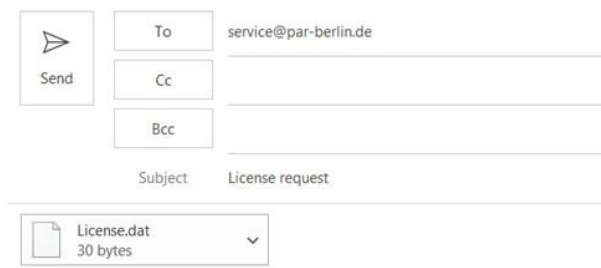 Send
To service@par-berlin.de
Cc
Bcc
Subject License request
License.dat
30 bytes